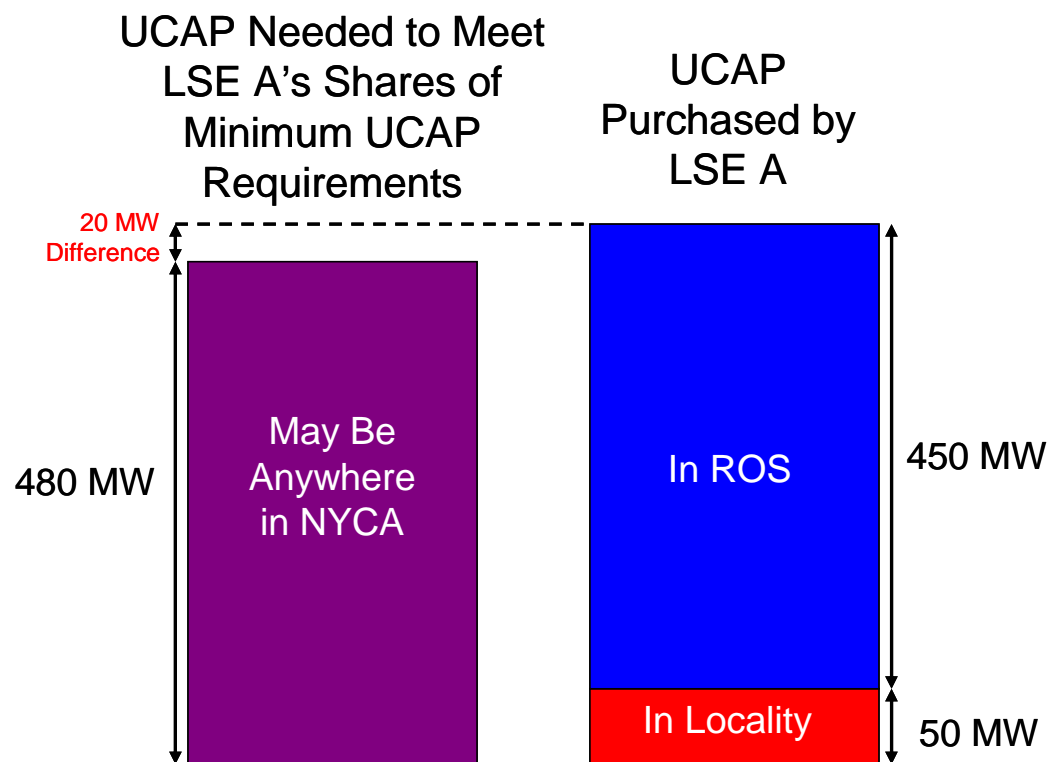 UCAP Needed to Meet
LSE A's Shares of
Minimum UCAP
Requirements
UCAP
Purchased by
LSE A
20 MW
Difference
480 MW
May Be
Anywhere
in NYCA
In ROS
450 MW
In Locality
50 MW